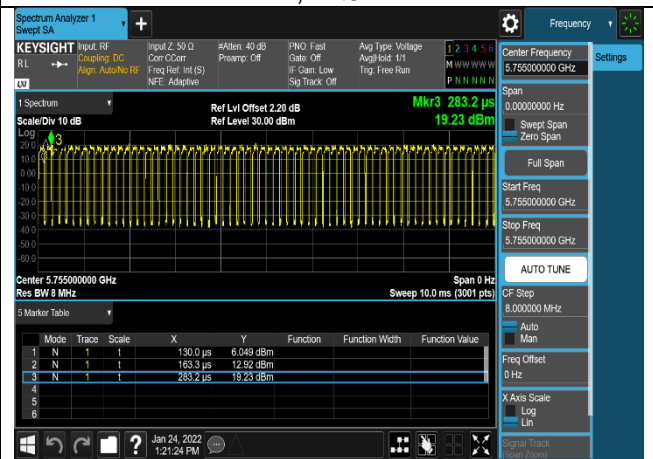 Spectrum Analyzer 1
Swept SA
Frequency
KEYSIGHT
RL
LXI
Input: RF
Coupling: DC
Align: Auto/No RF
Input Z: 50 Ω
Corr CCorr
Freq Ref: Int (S)
NFE: Adaptive
#Atten: 40 dB
Preamp: Off
PNO: Fast
Gate: Off
IF Gain: Low
Sig Track: Off
Avg Type: Voltage
Avg|Hold: 1/1
Trig: Free Run
1 2 3 4 5 6
M W W W W W
P N N N N N
Center Frequency
5.755000000 GHz
Settings
1 Spectrum
Scale/Div 10 dB
Ref Lvl Offset 2.20 dB
Ref Level 30.00 dBm
Mkr3 283.2 µs
19.23 dBm
Log
3
20.0
10.0
0.00
-10.0
-20.0
-30.0
-40.0
-50.0
-60.0
Center 5.755000000 GHz
Res BW 8 MHz
Span 0 Hz
Sweep 10.0 ms (3001 pts)
Span
0.00000000 Hz
Swept Span
Zero Span
Full Span
Start Freq
5.755000000 GHz
Stop Freq
5.755000000 GHz
AUTO TUNE
CF Step
8.000000 MHz
Auto
Man
Freq Offset
0 Hz
X Axis Scale
Log
Lin
Signal Track
(Span Zoom)
5 Marker Table
Mode Trace Scale X Y Function Function Width Function Value
1 N 1 t 130.0 µs 6.049 dBm
2 N 1 t 163.3 µs 12.92 dBm
3 N 1 t 283.2 µs 19.23 dBm
4
5
6
?
Jan 24, 2022
1:21:24 PM